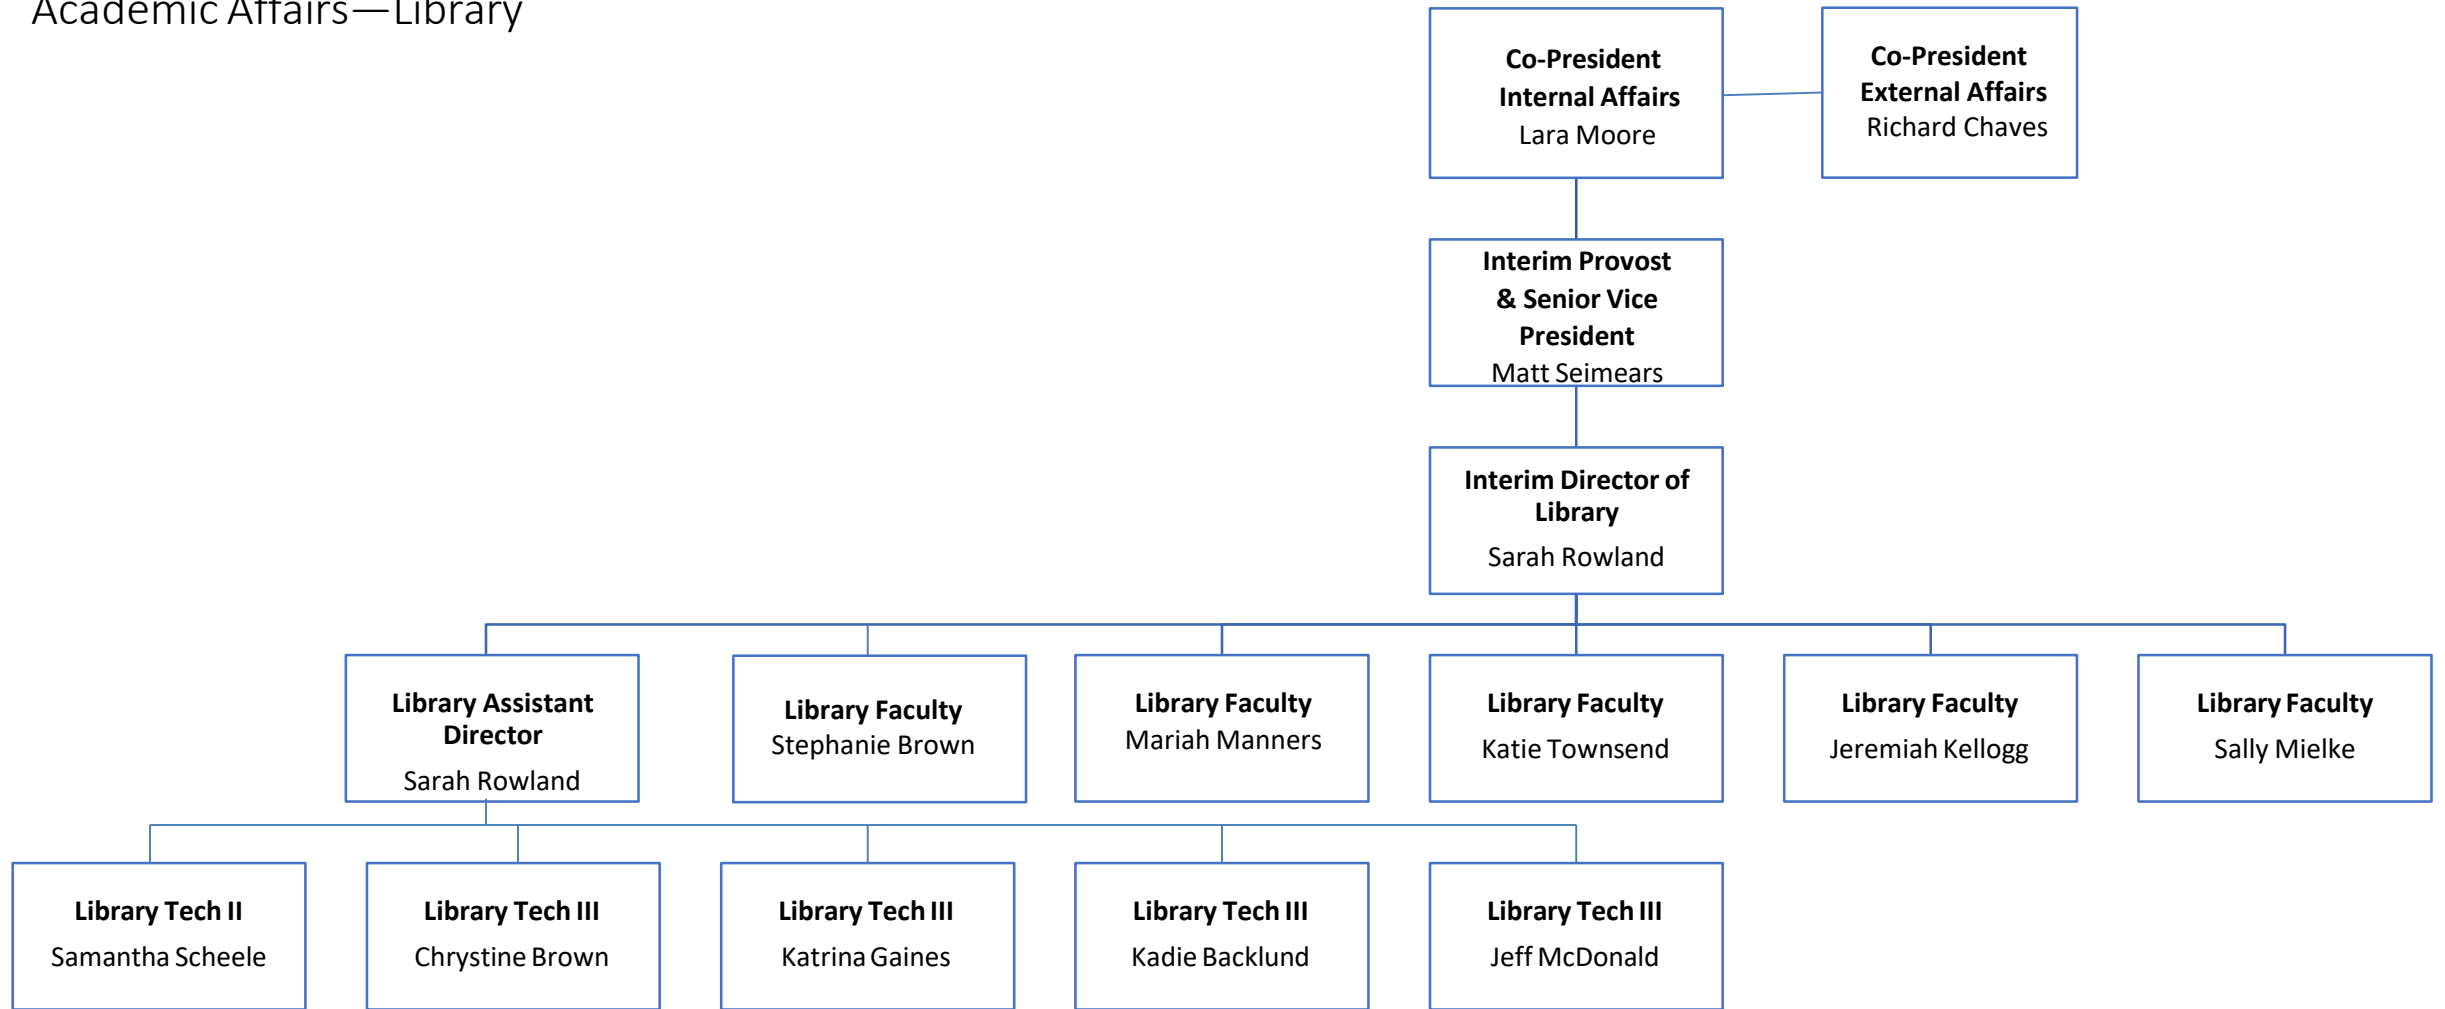 Academic Affairs—Library
Co-President
Internal Affairs
Lara Moore
Co-President
External Affairs
Richard Chaves
Interim Provost
& Senior Vice
President
Matt Seimears
Interim Director of
Library
Sarah Rowland
Library Assistant
Director
Sarah Rowland
Library Faculty
Stephanie Brown
Library Faculty
Mariah Manners
Library Faculty
Katie Townsend
Library Faculty
Jeremiah Kellogg
Library Faculty
Sally Mielke
Library Tech II
Samantha Scheele
Library Tech III
Chrystine Brown
Library Tech III
Katrina Gaines
Library Tech III
Kadie Backlund
Library Tech III
Jeff McDonald